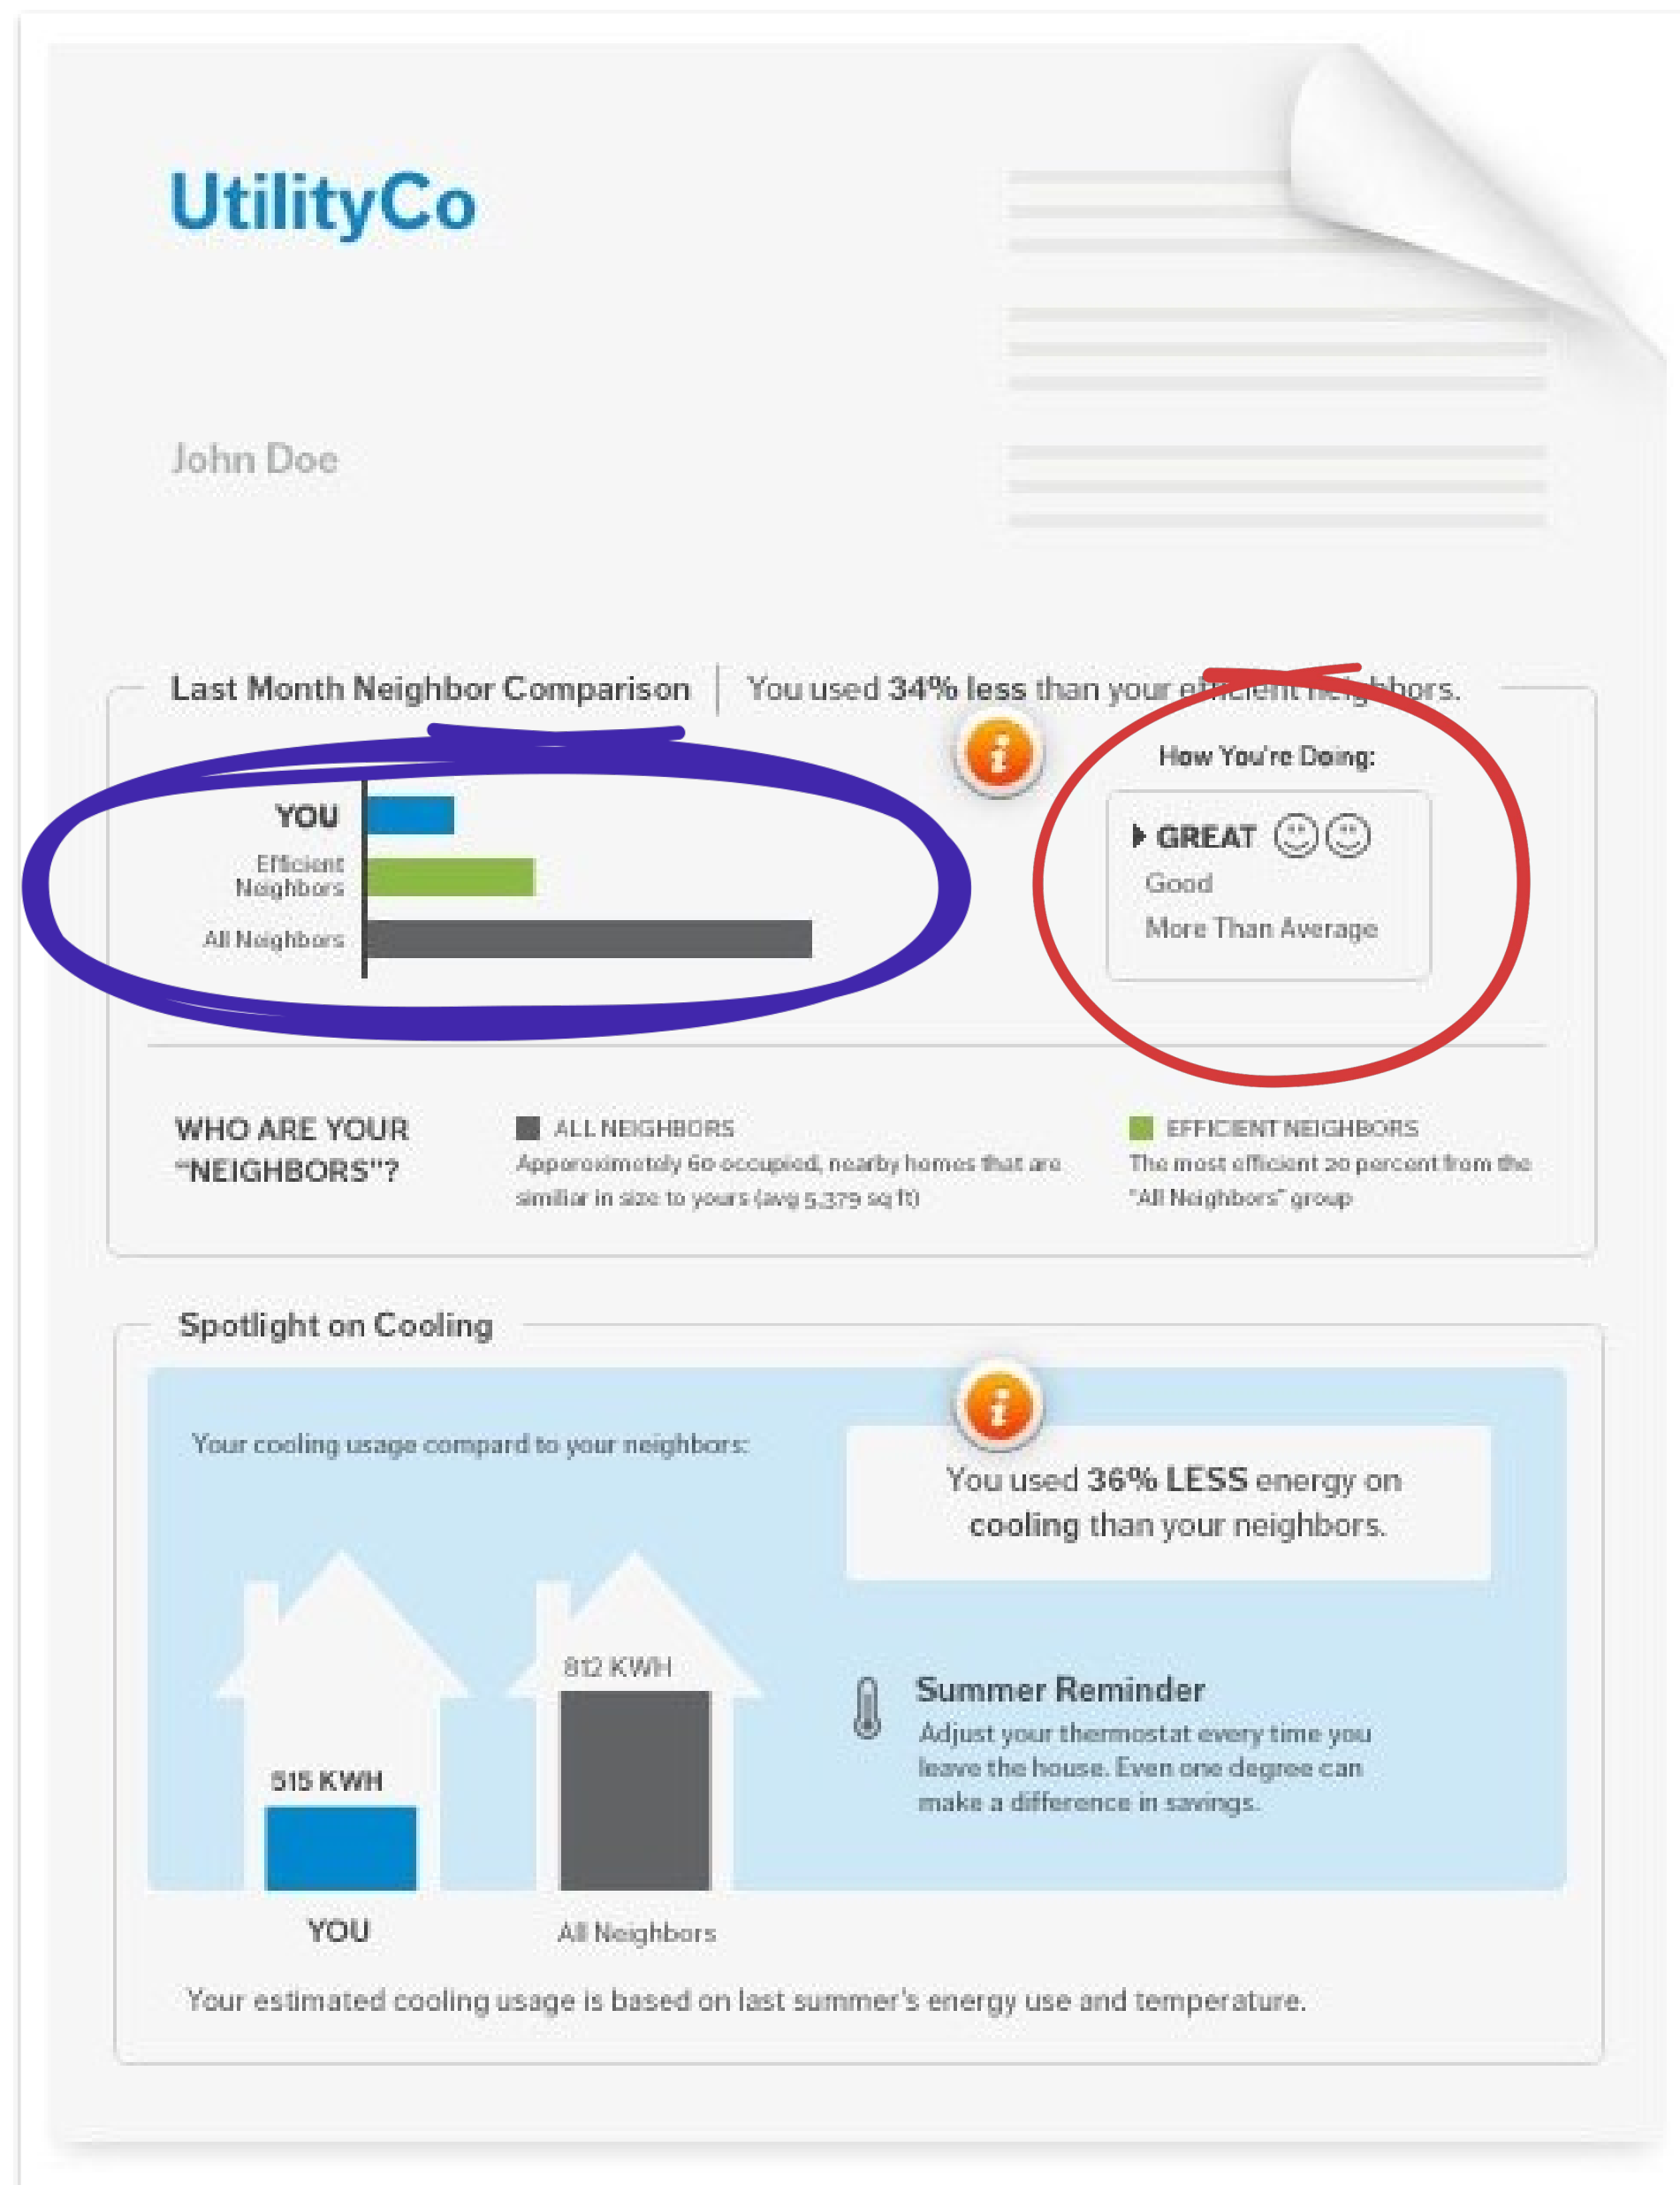 UtilityCo
John Doe
Last Month Neighbor Comparison
You used 34% less than your efficient neighbors.
How You're Doing:
YOU
Efficient
Neighbors
All Neighbors
GREAT
Good
More Than Average
WHO ARE YOUR
"NEIGHBORS"?
ALL NEIGHBORS
Apporoximotely 60 occupied, nearby homes that are
similiar in size to yours (avg 5,379 sq ft)
EFFICIENT NEIGHBORS
The most efficient 20 percent from the
"All Neighbors" group
Spotlight on Cooling
Your cooling usage compard to your neighbors:
You used 36% LESS energy on
cooling than your neighbors.
812 KWH
515 KWH
YOU
All Neighbors
Summer Reminder
Adjust your thermostat every time you
leave the house. Even one degree can
make a difference in savings.
Your estimated cooling usage is based on last summer's energy use and temperature.